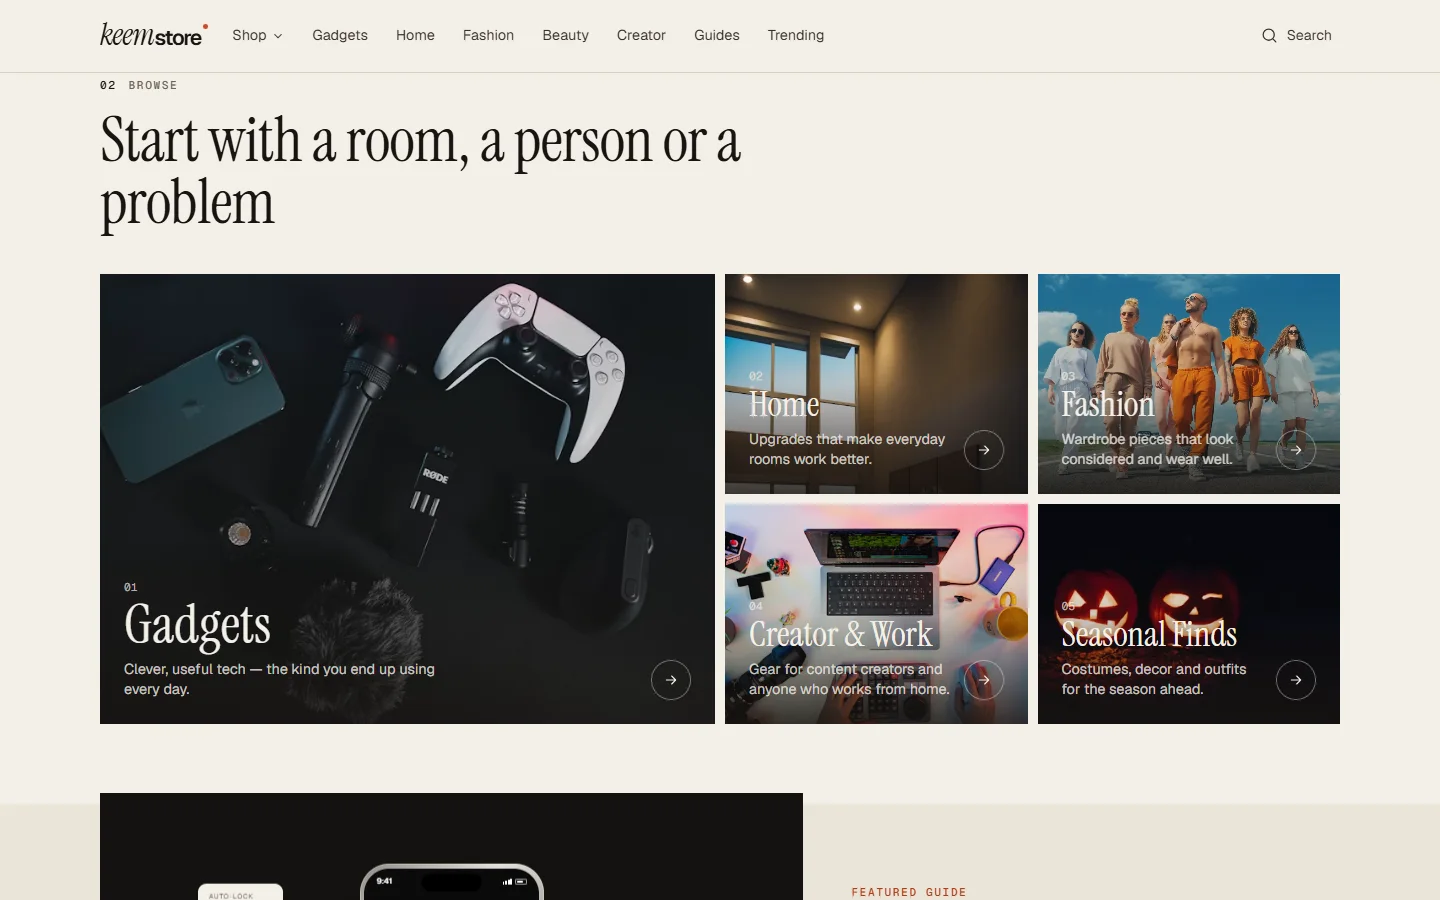 keemstore
Shop
Gadgets
Home
Fashion
Beauty
Creator
Guides
Trending
Search
02 BROWSE
Start with a room, a person or a
problem
RØDE
01
Gadgets
Clever, useful tech — the kind you end up using
every day.
02
Home
Upgrades that make everyday
rooms work better.
03
Fashion
Wardrobe pieces that look
considered and wear well.
04
Creator & Work
Gear for content creators and
anyone who works from home.
05
Seasonal Finds
Costumes, decor and outfits
for the season ahead.
9:41
AUTO-LOCK
FEATURED GUIDE